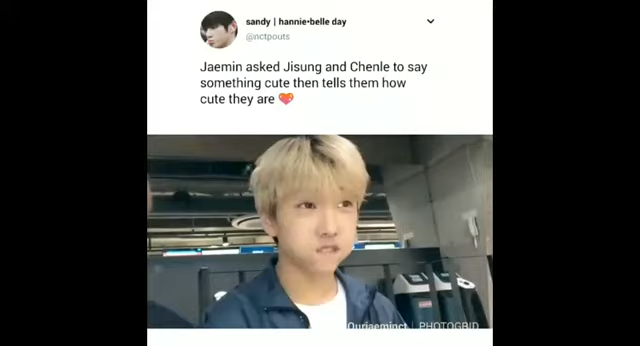 sandy | hannie•belle day
@nctpouts
Jaemin asked Jisung and Chenle to say
something cute then tells them how
cute they are 💖
Ourjaeminct | PHOTOGRID